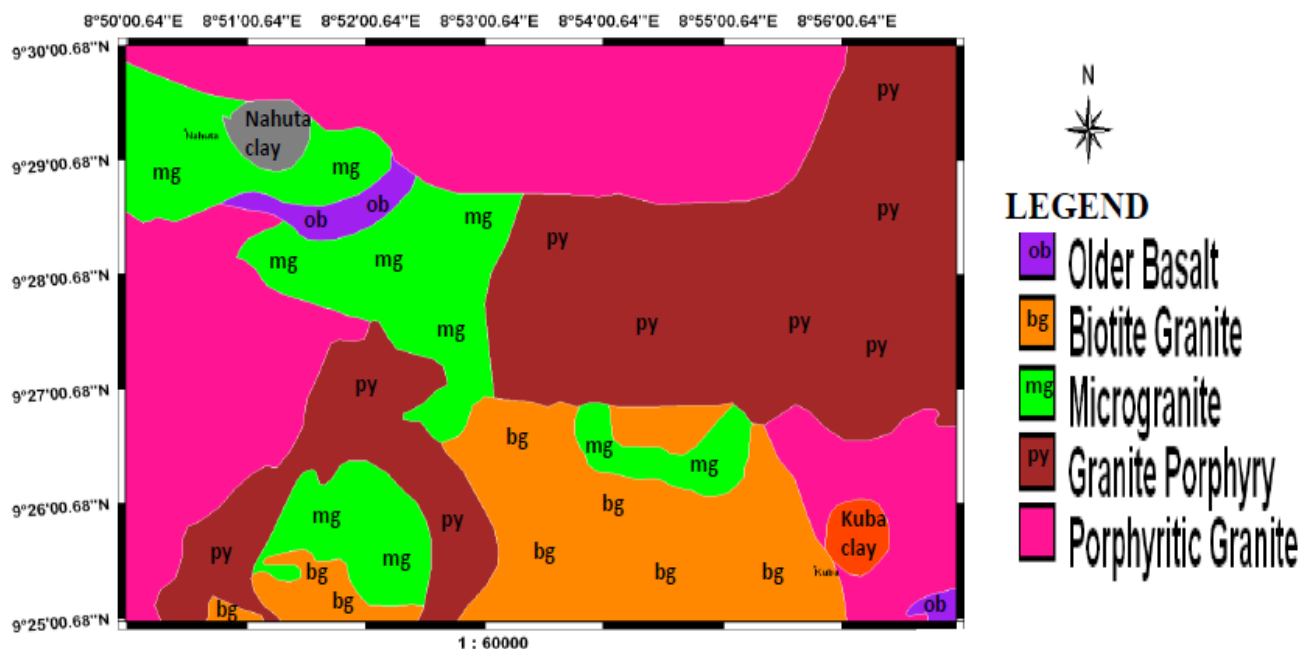 8°50'00.64"E 8°51'00.64"E 8°52'00.64"E 8°53'00.64"E 8°54'00.64"E 8°55'00.64"E 8°56'00.64"E
9°30'00.68"N
py
N
Nahuta
clay
Nahuta
9°29'00.68"N
mg
mg
ob
ob
mg
py
LEGEND
py
mg
mg
9°28'00.68"N
ob
Older Basalt
mg
py
py
py
bg
Biotite Granite
9°27'00.68"N
py
mg
Microgranite
bg
mg
mg
py
Granite Porphyry
9°26'00.68"N
bg
mg
py
Kuba
clay
Porphyritic Granite
py
mg
bg
bg
bg
bg
Kuba
bg
bg
ob
9°25'00.68"N
1 : 60000